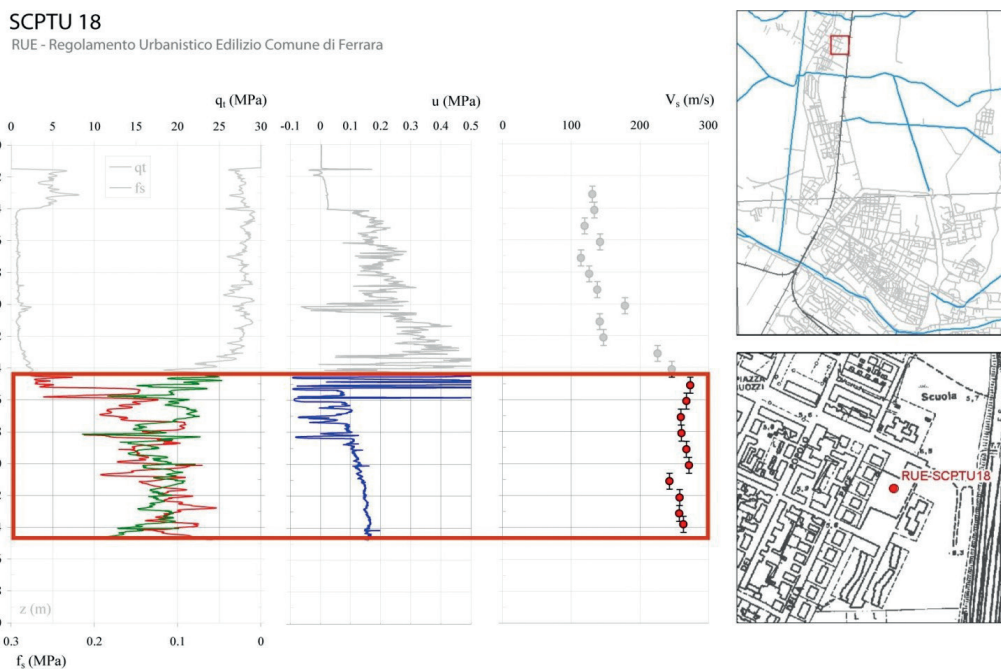 SCPTU 18
RUE - Regolamento Urbanistico Edilizio Comune di Ferrara
qt (MPa)
u (MPa)
Vs (m/s)
0 5 10 15 20 25 30
-0.1 0 0.1 0.2 0.3 0.4 0.5
0 100 200 300
qt
fs
z (m)
0.3 0.2 0.1 0
fs (MPa)
Scuola
5,7
RUE-SCPTU18